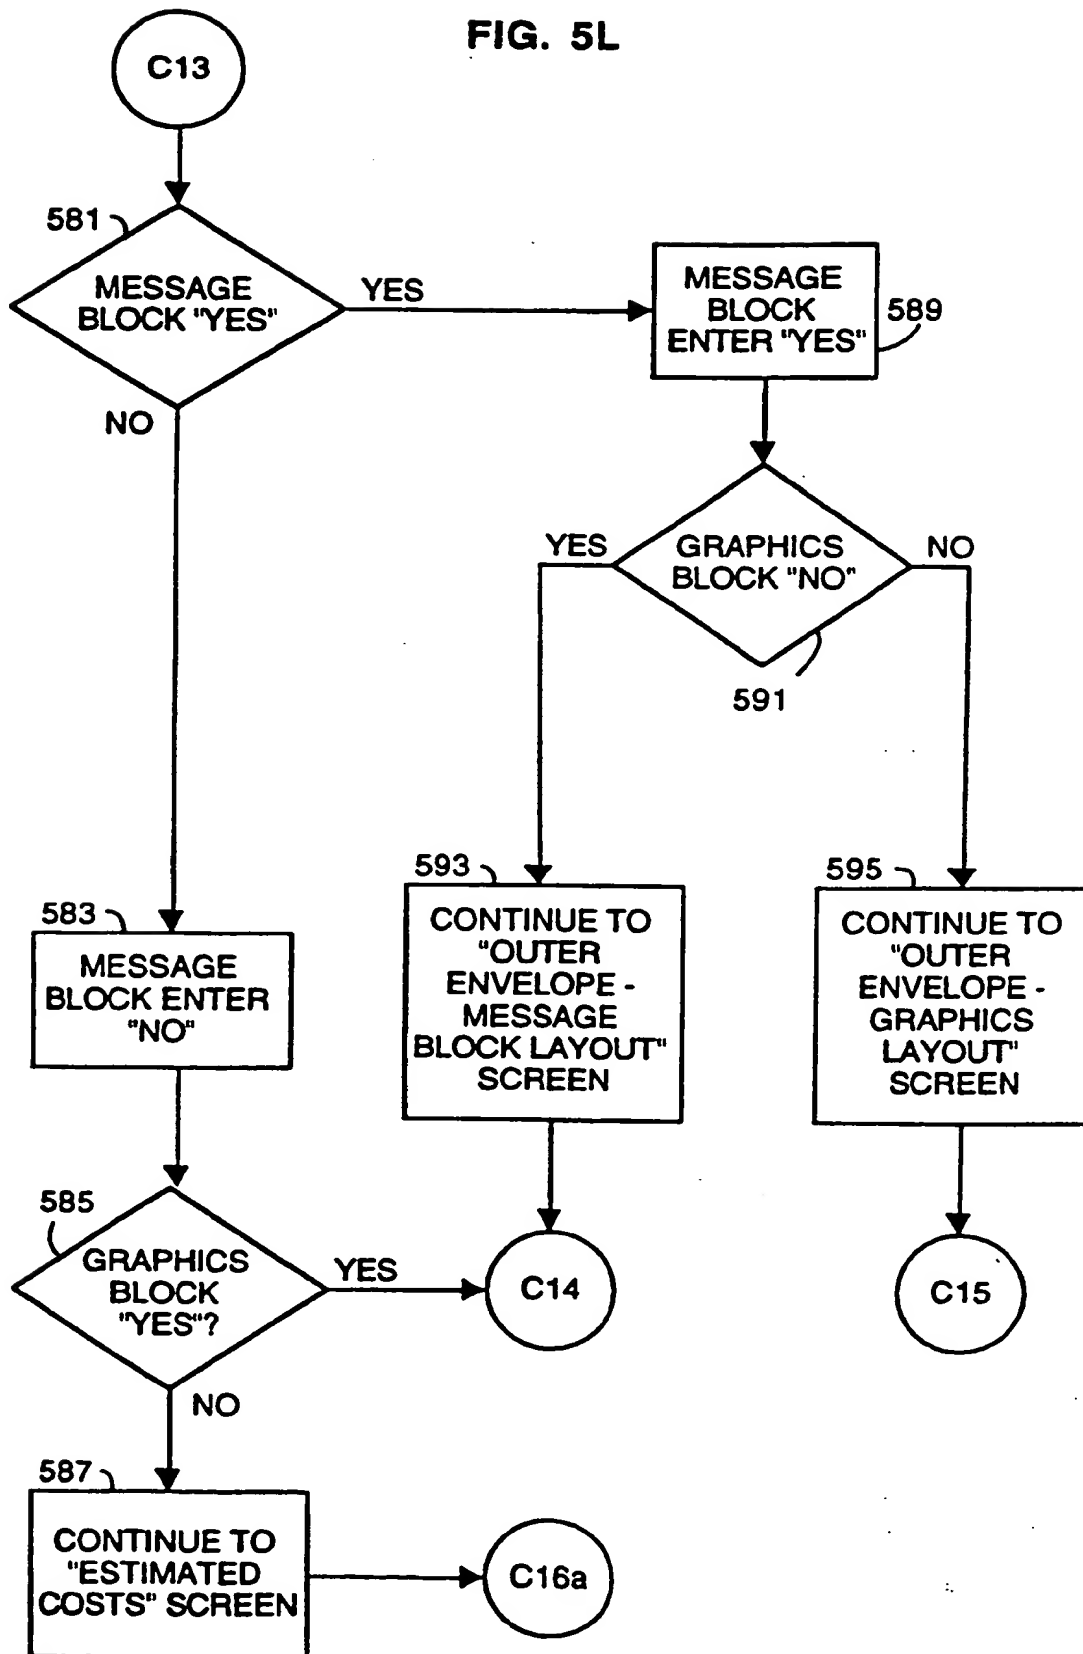 FIG. 5L
C13
581
MESSAGE
BLOCK "YES"
YES
NO
MESSAGE
BLOCK
ENTER "YES"
589
GRAPHICS
BLOCK "NO"
YES
NO
591
593
CONTINUE TO
"OUTER
ENVELOPE -
MESSAGE
BLOCK LAYOUT"
SCREEN
595
CONTINUE TO
"OUTER
ENVELOPE -
GRAPHICS
LAYOUT"
SCREEN
583
MESSAGE
BLOCK ENTER
"NO"
585
GRAPHICS
BLOCK
"YES"?
YES
NO
C14
C15
587
CONTINUE TO
"ESTIMATED
COSTS" SCREEN
C16a